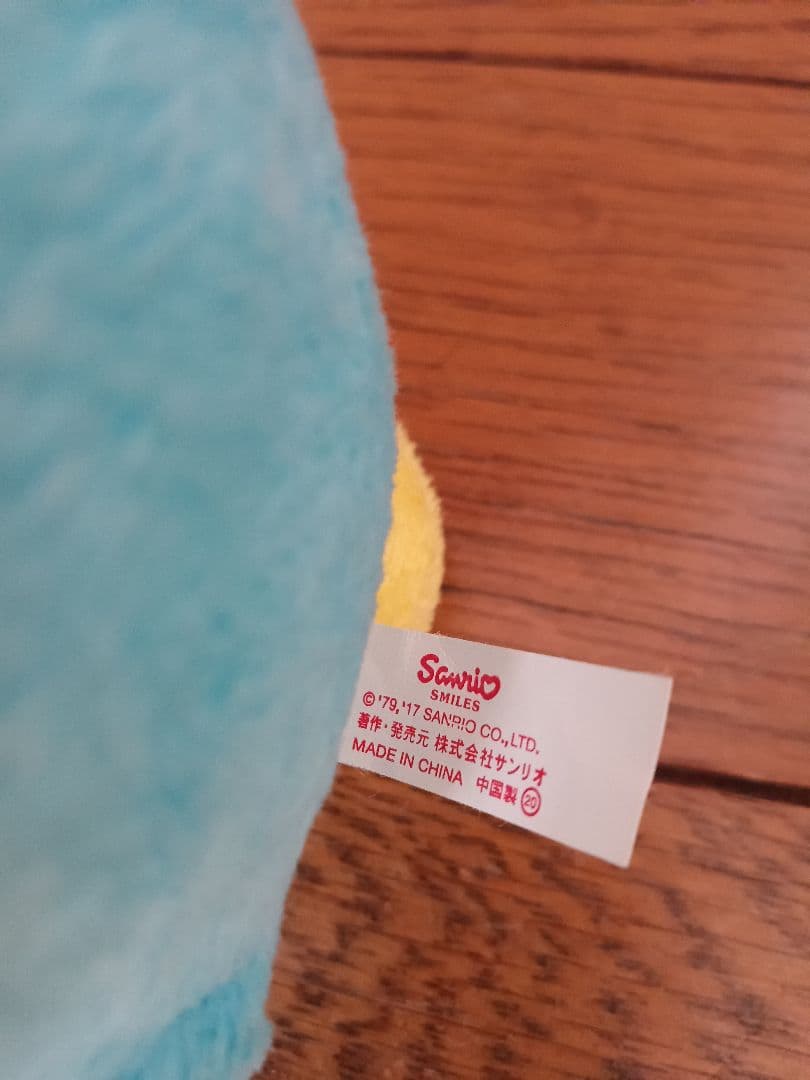 Sanrio
SMILES
© '79,'17 SANRIO CO.,LTD.
著作・発売元 株式会社サンリオ
MADE IN CHINA 中国製 ⑳